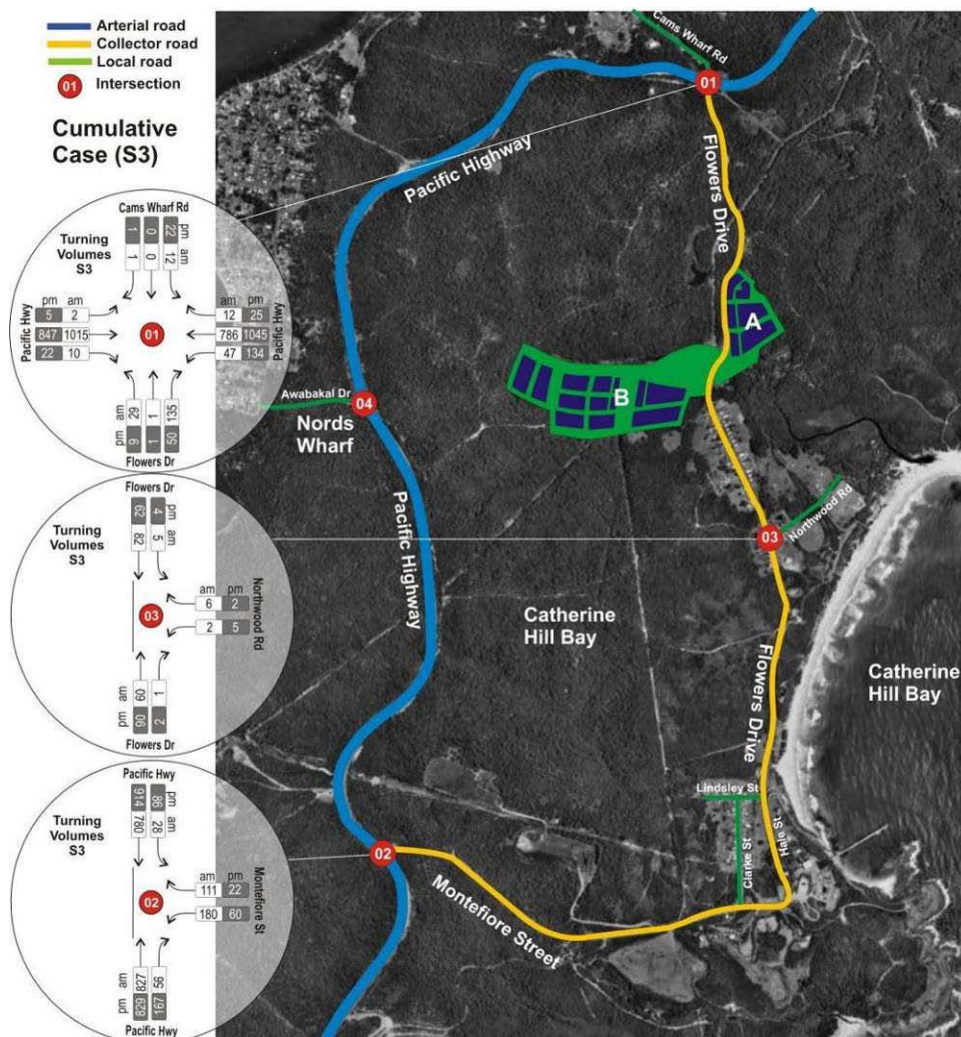 Arterial road
Collector road
Local road
01 Intersection
Cumulative
Case (S3)
Cams Wharf Rd
Turning
Volumes
S3
1 0 22 pm
1 0 12 am
Pacific Hwy
pm am
5 2
847 1015
22 10
01
am pm
12 25
786 1045
47 134
Pacific Hwy
am 29 1 135
pm 9 1 50
Flowers Dr
Flowers Dr
Turning
Volumes
S3
62 4 pm
82 5 am
03
am pm
6 2
2 5
Northwood Rd
am 60 1
pm 90 2
Flowers Dr
Pacific Hwy
Turning
Volumes
S3
914 86 pm
780 28 am
02
am pm
111 22
180 60
Montefiore St
am 827 56
pm 829 167
Pacific Hwy
Cams Wharf Rd
01
Pacific Highway
Flowers Drive
A
B
Awabakal Dr
04
Nords
Wharf
Pacific Highway
Northwood Rd
03
Catherine
Hill Bay
Flowers Drive
Catherine
Hill Bay
Lindsley St
Clarke St
Hale St
02
Montefiore Street